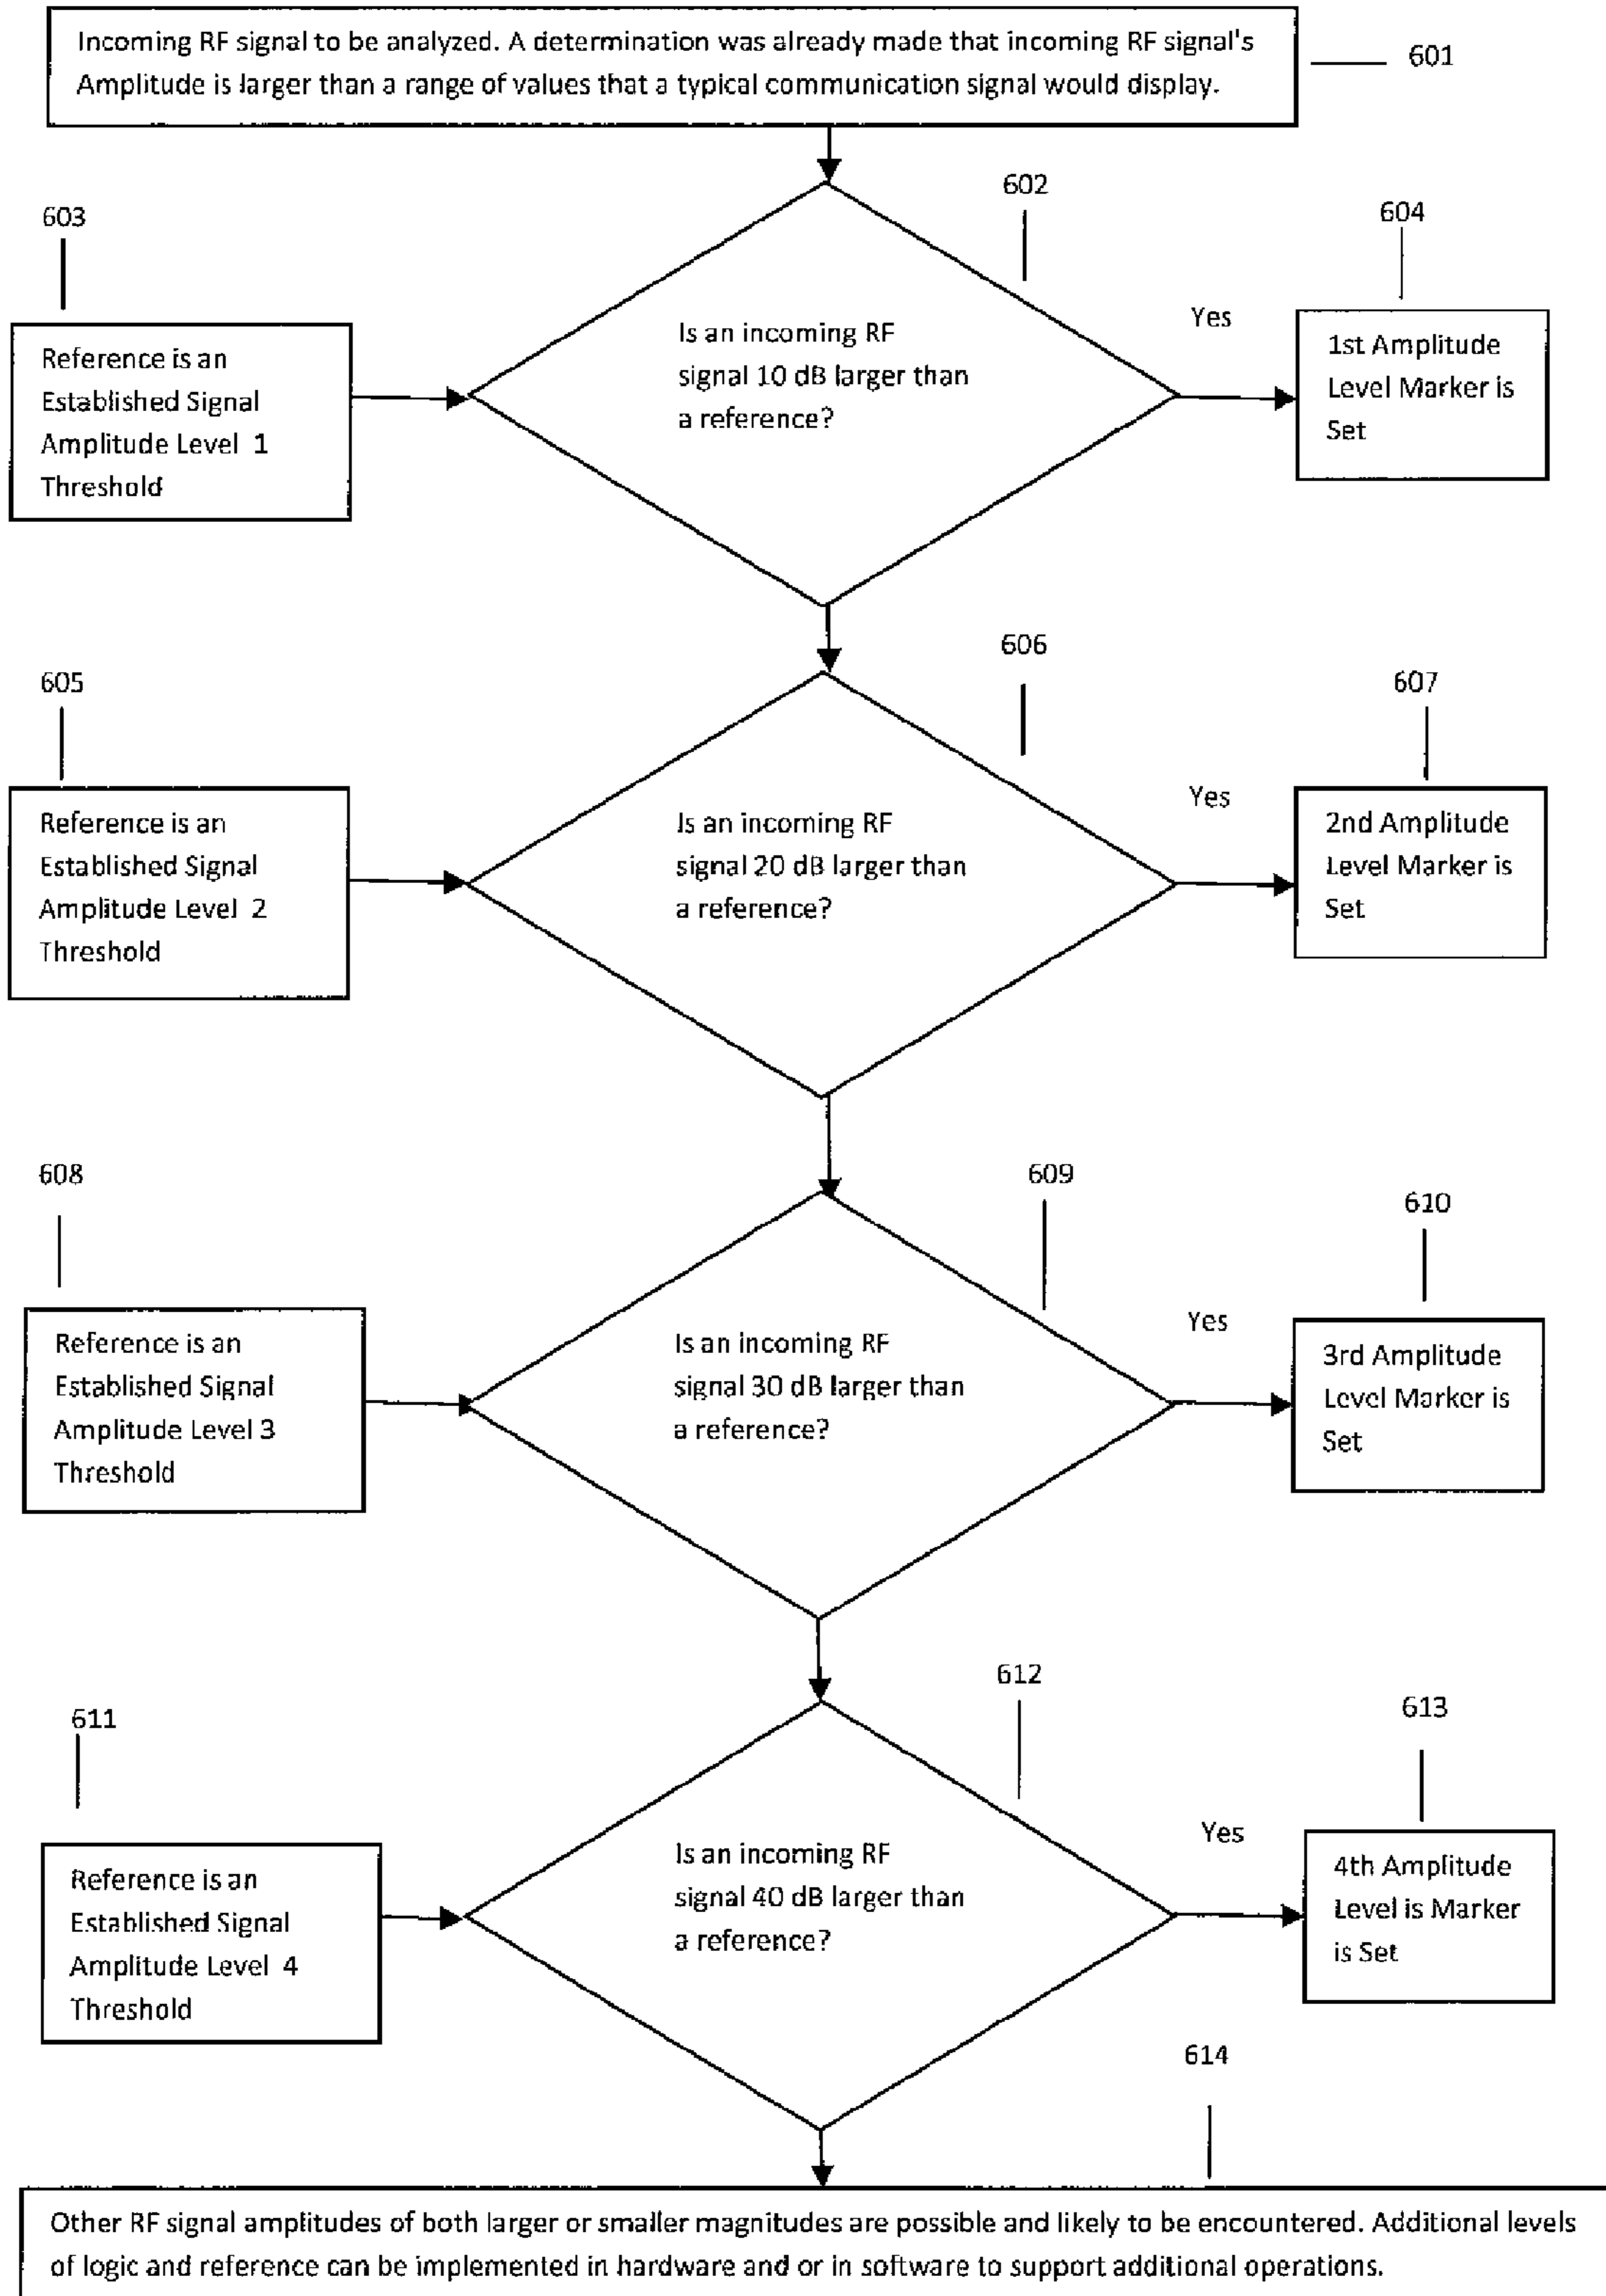 Incoming RF signal to be analyzed. A determination was already made that incoming RF signal's
Amplitude is larger than a range of values that a typical communication signal would display.
601
602
603
604
Reference is an
Established Signal
Amplitude Level 1
Threshold
Is an incoming RF
signal 10 dB larger than
a reference?
Yes
1st Amplitude
Level Marker is
Set
605
606
607
Reference is an
Established Signal
Amplitude Level 2
Threshold
Is an incoming RF
signal 20 dB larger than
a reference?
Yes
2nd Amplitude
Level Marker is
Set
608
609
610
Reference is an
Established Signal
Amplitude Level 3
Threshold
Is an incoming RF
signal 30 dB larger than
a reference?
Yes
3rd Amplitude
Level Marker is
Set
611
612
613
Reference is an
Established Signal
Amplitude Level 4
Threshold
Is an incoming RF
signal 40 dB larger than
a reference?
Yes
4th Amplitude
Level is Marker
is Set
614
Other RF signal amplitudes of both larger or smaller magnitudes are possible and likely to be encountered. Additional levels
of logic and reference can be implemented in hardware and or in software to support additional operations.